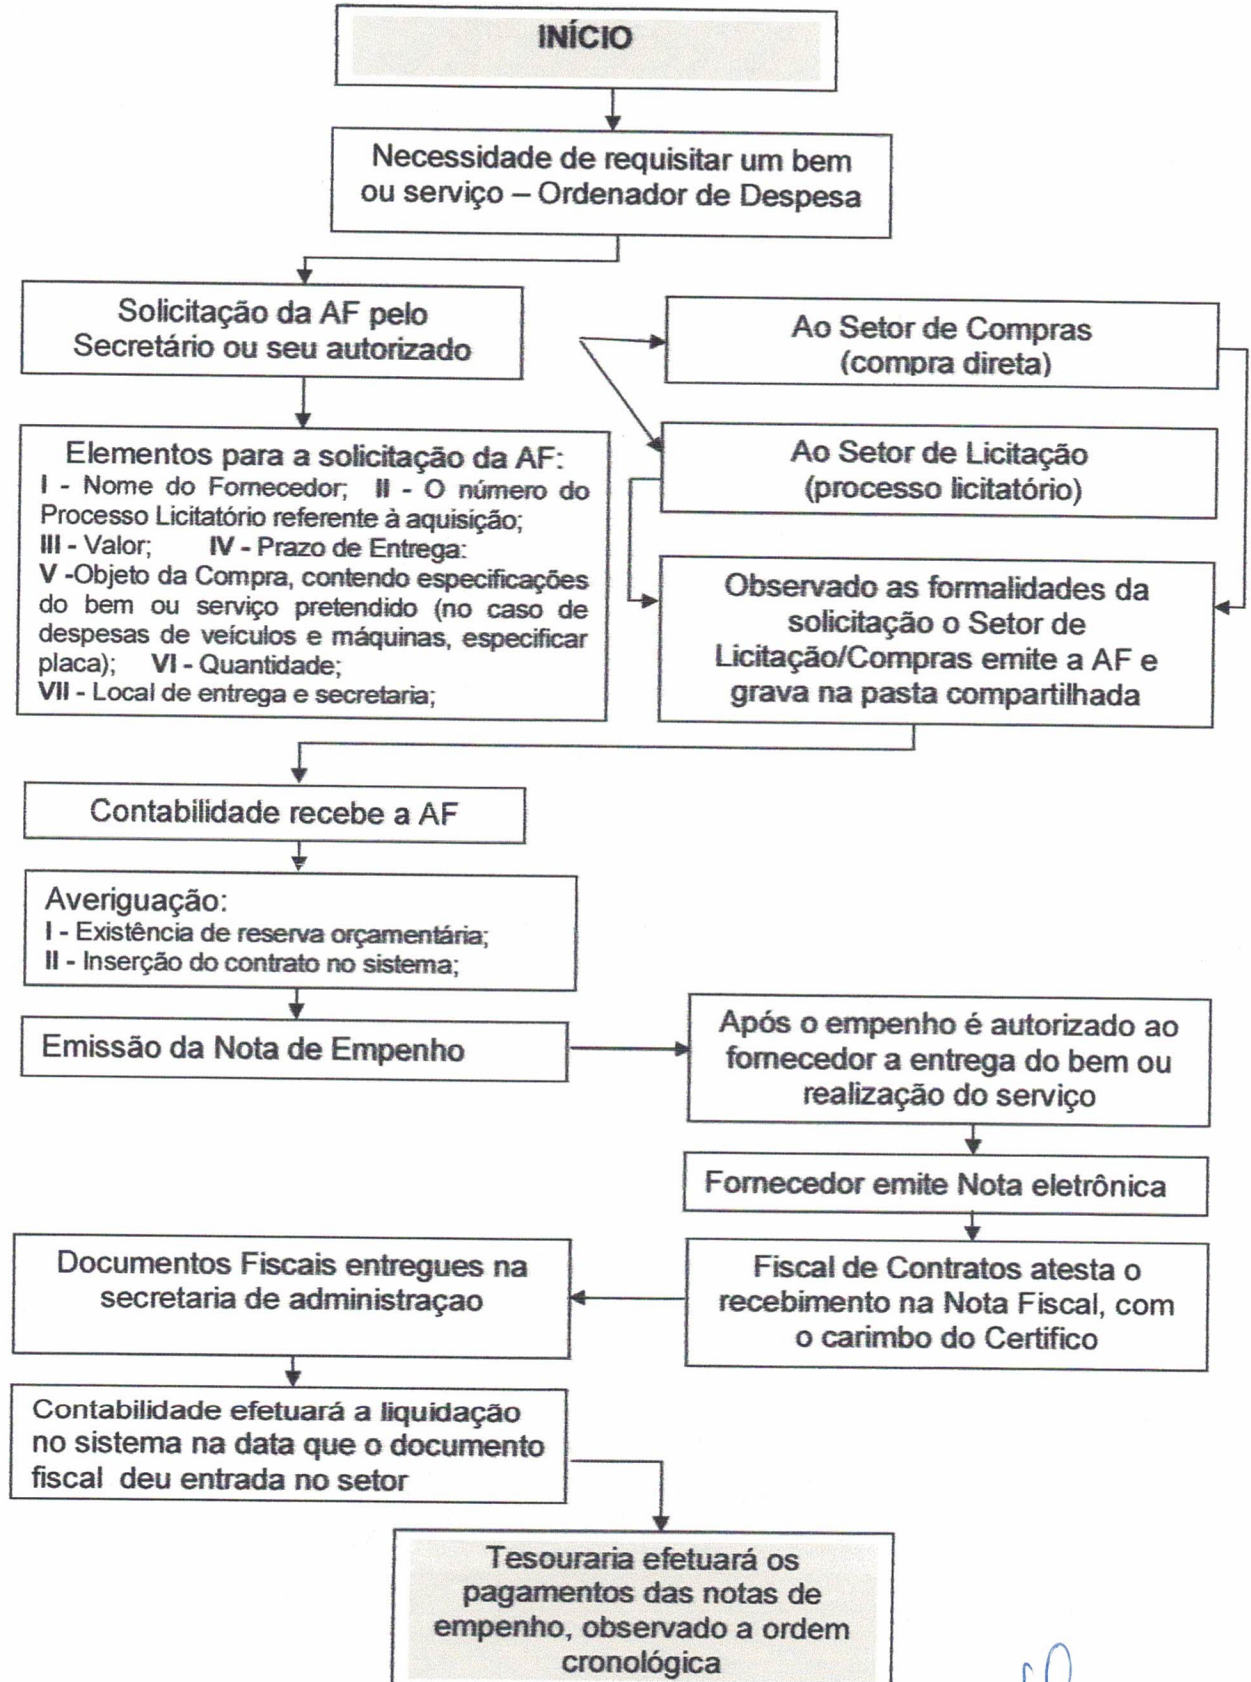 INÍCIO
Necessidade de requisitar um bem
ou serviço – Ordenador de Despesa
Solicitação da AF pelo
Secretário ou seu autorizado
Ao Setor de Compras
(compra direta)
Elementos para a solicitação da AF:
I - Nome do Fornecedor; II - O número do
Processo Licitatório referente à aquisição;
III - Valor; IV - Prazo de Entrega:
V -Objeto da Compra, contendo especificações
do bem ou serviço pretendido (no caso de
despesas de veículos e máquinas, especificar
placa); VI - Quantidade;
VII - Local de entrega e secretaria;
Ao Setor de Licitação
(processo licitatório)
Observado as formalidades da
solicitação o Setor de
Licitação/Compras emite a AF e
grava na pasta compartilhada
Contabilidade recebe a AF
Averiguação:
I - Existência de reserva orçamentária;
II - Inserção do contrato no sistema;
Emissão da Nota de Empenho
Após o empenho é autorizado ao
fornecedor a entrega do bem ou
realização do serviço
Fornecedor emite Nota eletrônica
Fiscal de Contratos atesta o
recebimento na Nota Fiscal, com
o carimbo do Certifico
Documentos Fiscais entregues na
secretaria de administraçao
Contabilidade efetuará a liquidação
no sistema na data que o documento
fiscal deu entrada no setor
Tesouraria efetuará os
pagamentos das notas de
empenho, observado a ordem
cronológica